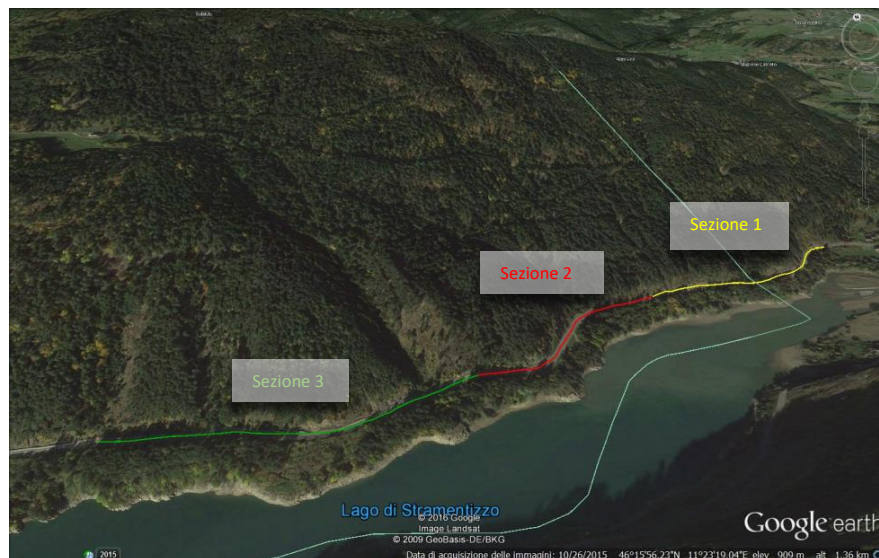 Sezione 1
Sezione 2
Sezione 3
Lago di Stramentizzo
© 2016 Google
Image Landsat
© 2009 GeoBasis-DE/BKG
Google earth
2015
Data di acquisizione delle immagini: 10/26/2015 46°15'56.23"N 11°23'19.04"E elev 909 m alt 1.36 km